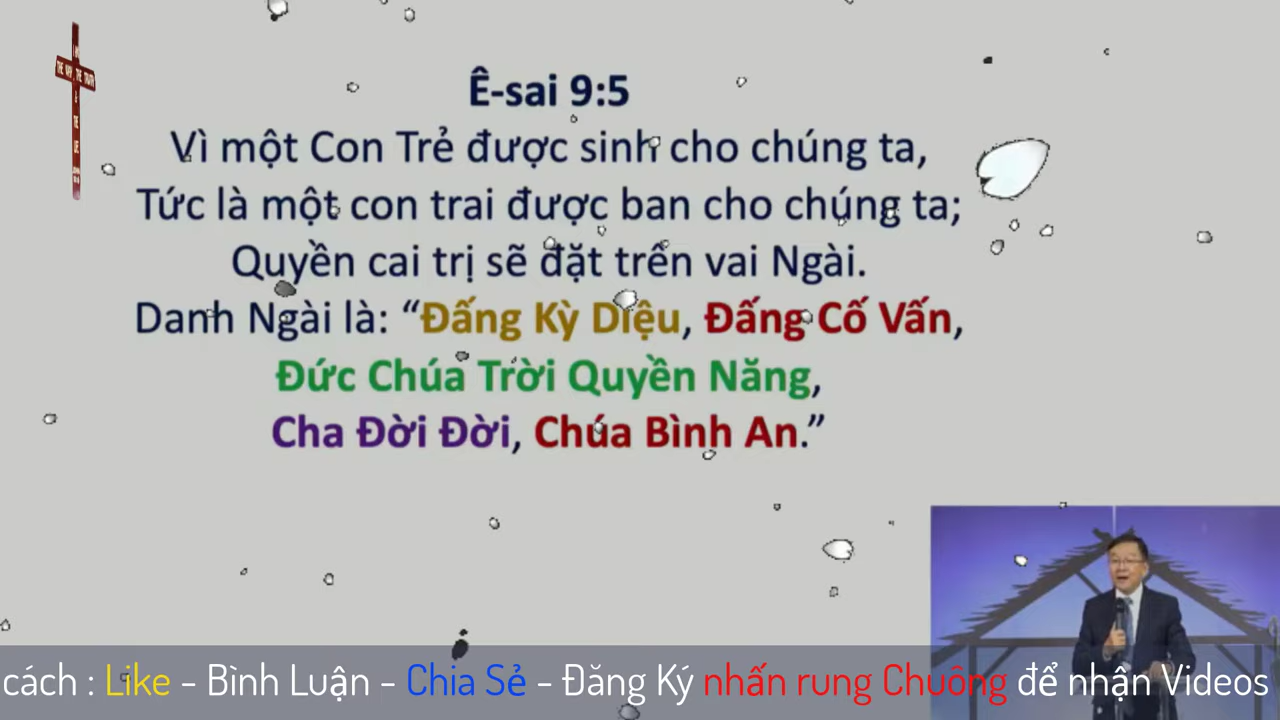 Ê-sai 9:5
Vì một Con Trẻ được sinh cho chúng ta,
Tức là một con trai được ban cho chúng ta;
Quyền cai trị sẽ đặt trên vai Ngài.
Danh Ngài là: “Đấng Kỳ Diệu, Đấng Cố Vấn,
Đức Chúa Trời Quyền Năng,
Cha Đời Đời, Chúa Bình An.”
cách : Like - Bình Luận - Chia Sẻ - Đăng Ký nhấn rung Chuông để nhận Videos